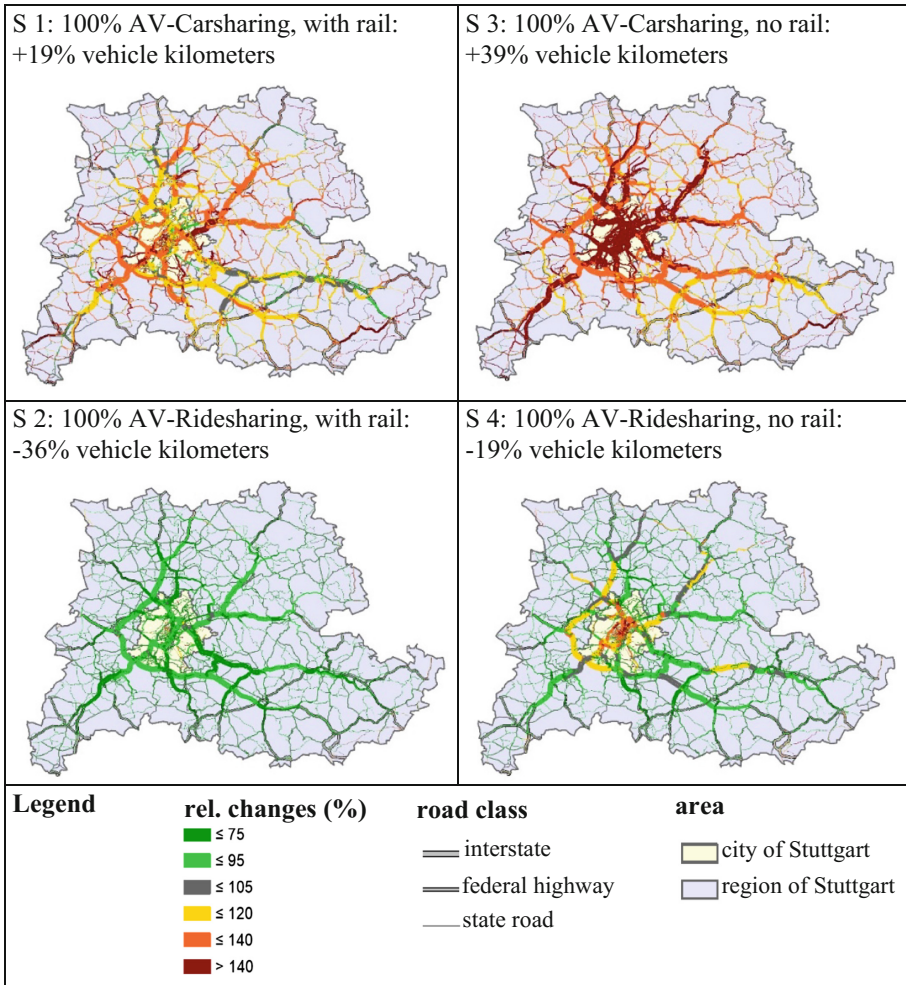 S 1: 100% AV-Carsharing, with rail:
+19% vehicle kilometers
S 3: 100% AV-Carsharing, no rail:
+39% vehicle kilometers
S 2: 100% AV-Ridesharing, with rail:
-36% vehicle kilometers
S 4: 100% AV-Ridesharing, no rail:
-19% vehicle kilometers
Legend
rel. changes (%)
≤ 75
≤ 95
≤ 105
≤ 120
≤ 140
> 140
road class
interstate
federal highway
state road
area
city of Stuttgart
region of Stuttgart